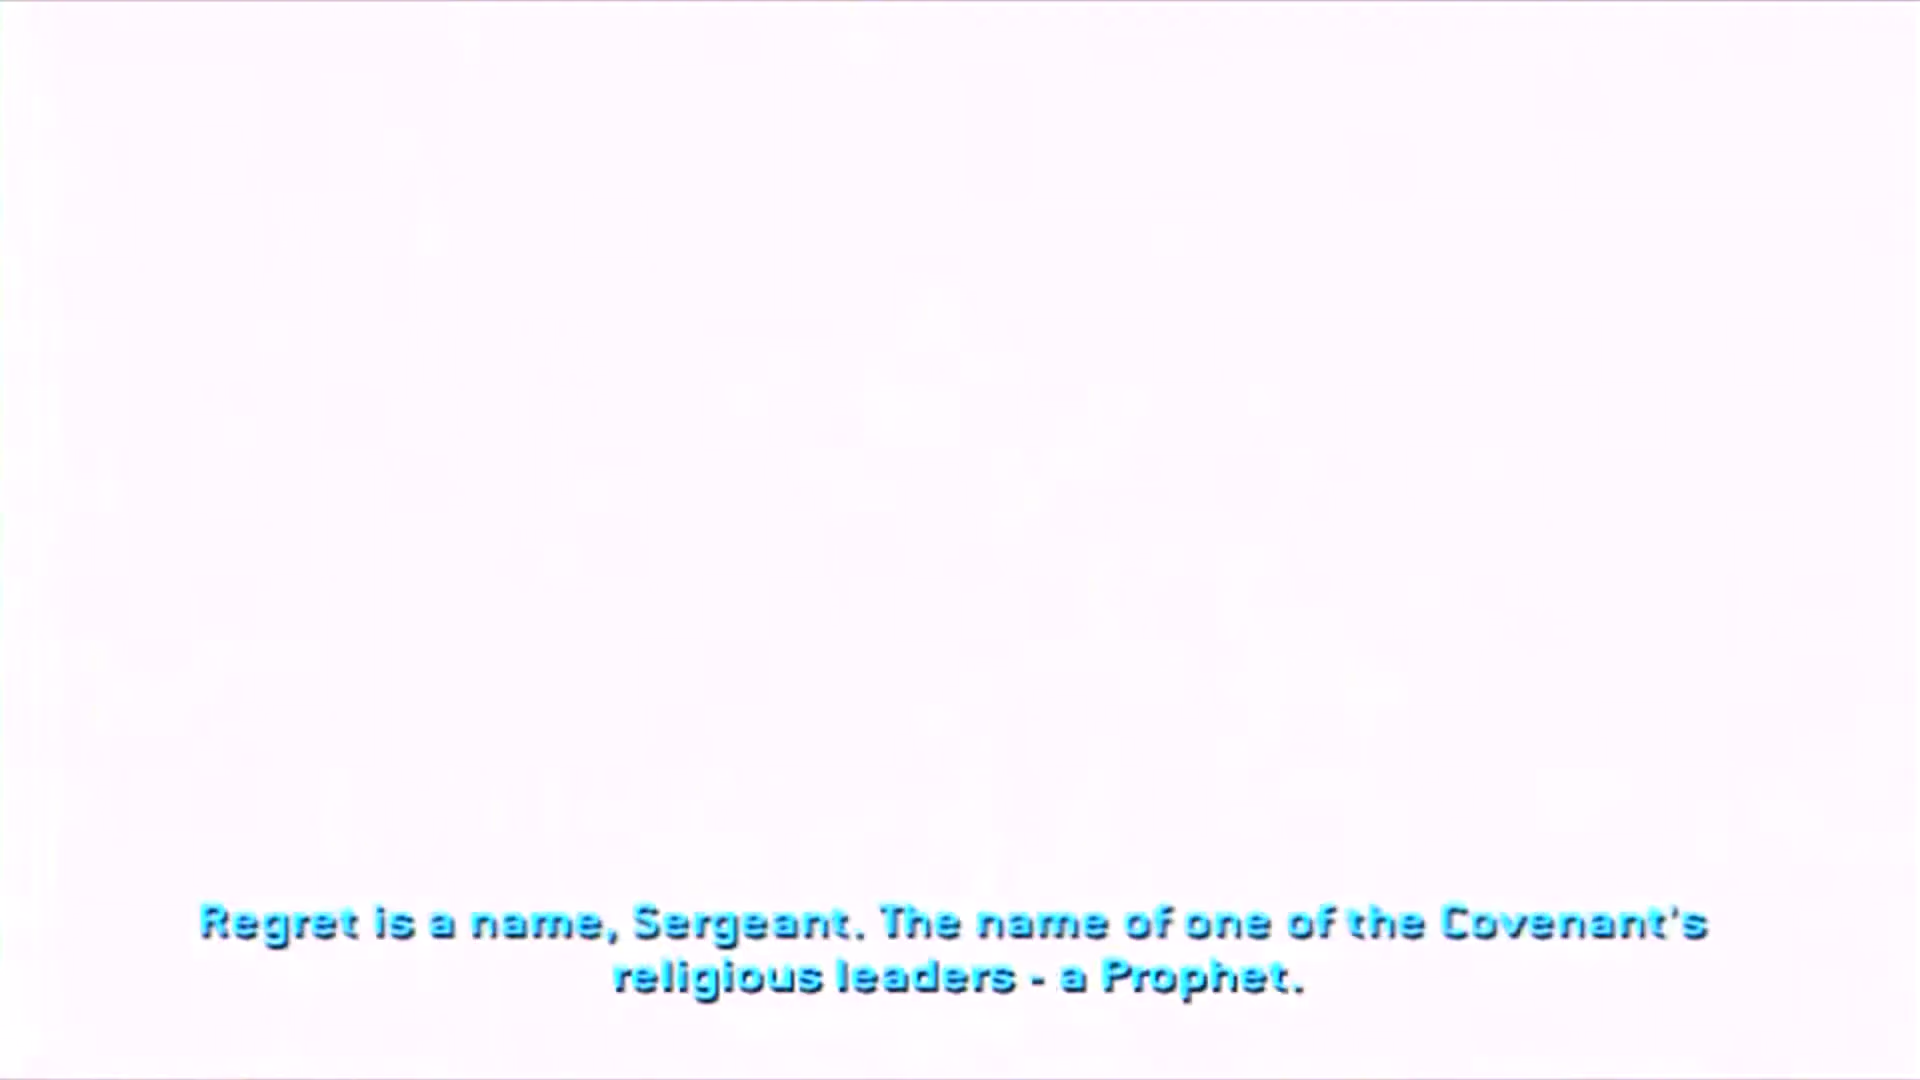 Regret is a name, Sergeant. The name of one of the Covenant's
religious leaders - a Prophet.